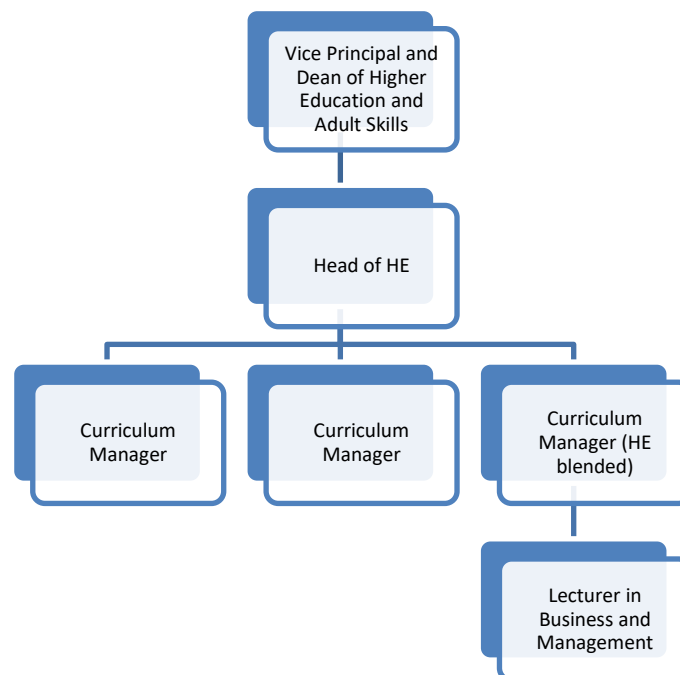 Vice Principal and
Dean of Higher
Education and
Adult Skills
Head of HE
Curriculum
Manager
Curriculum
Manager
Curriculum
Manager (HE
blended)
Lecturer in
Business and
Management